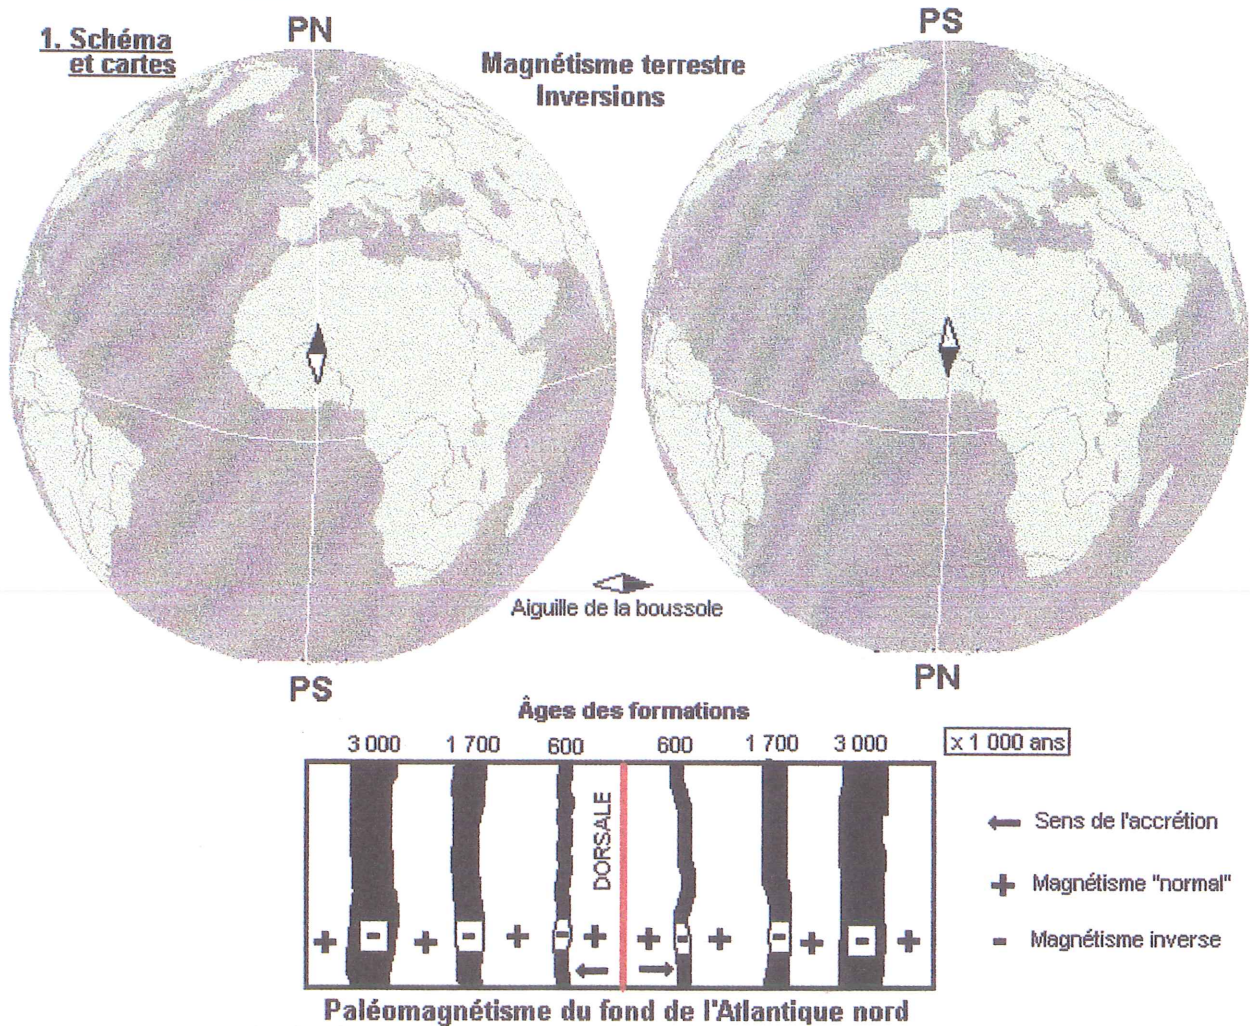 1. Schéma
et cartes
PN
Magnétisme terrestre
Inversions
PS
Aiguille de la boussole
PS
PN
Âges des formations
3 000 1 700 600 600 1 700 3 000
x 1 000 ans
DORSALE
+ - + - + - + + - + - + - +
← Sens de l'accrétion
+ Magnétisme "normal"
- Magnétisme inverse
Paléomagnétisme du fond de l'Atlantique nord